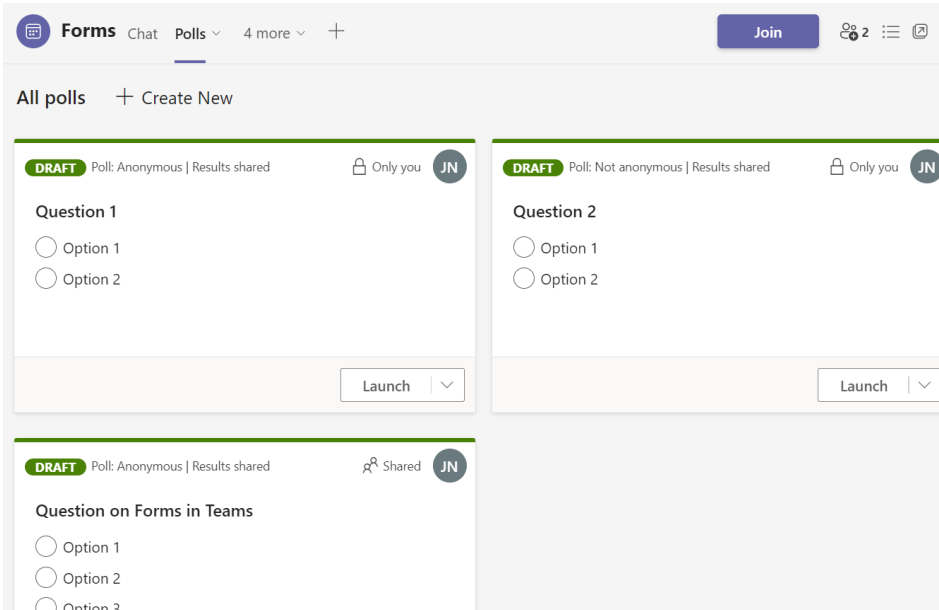 Forms Chat Polls 4 more Join 2
All polls Create New
DRAFT Poll: Anonymous | Results shared Only you JN
Question 1
Option 1
Option 2
Launch
DRAFT Poll: Not anonymous | Results shared Only you JN
Question 2
Option 1
Option 2
Launch
DRAFT Poll: Anonymous | Results shared Shared JN
Question on Forms in Teams
Option 1
Option 2
Option 3